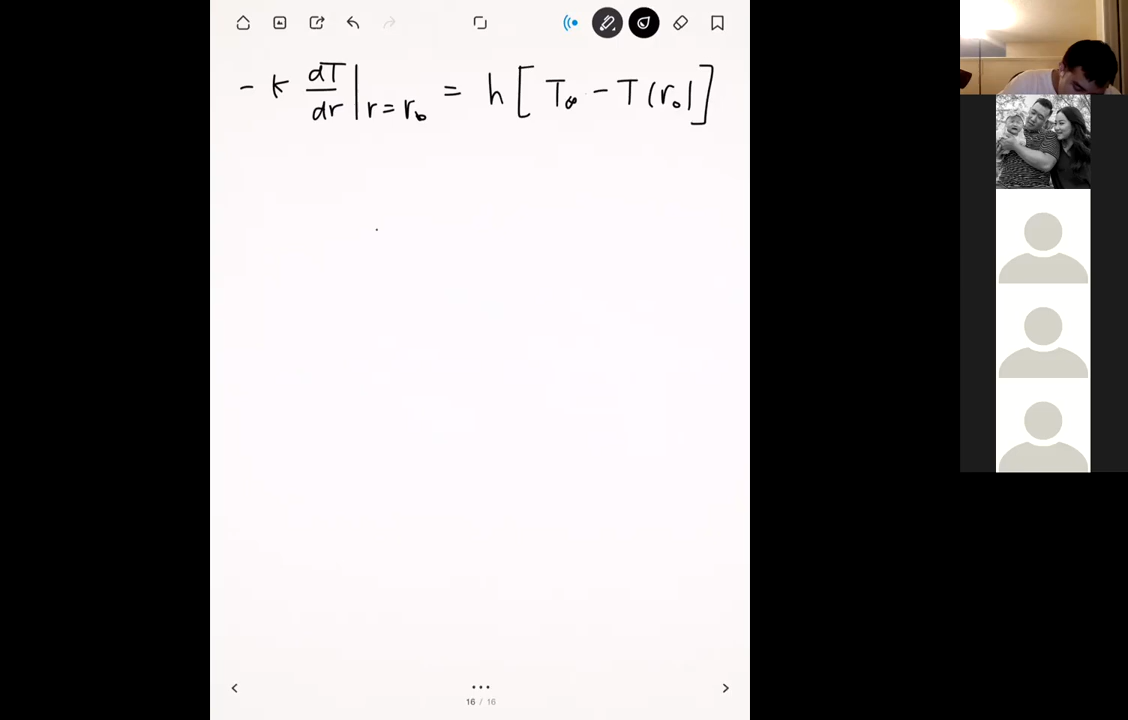 - k dT/dr |r = r₀ = h [ T∞ - T(r₀) ]
16 / 16